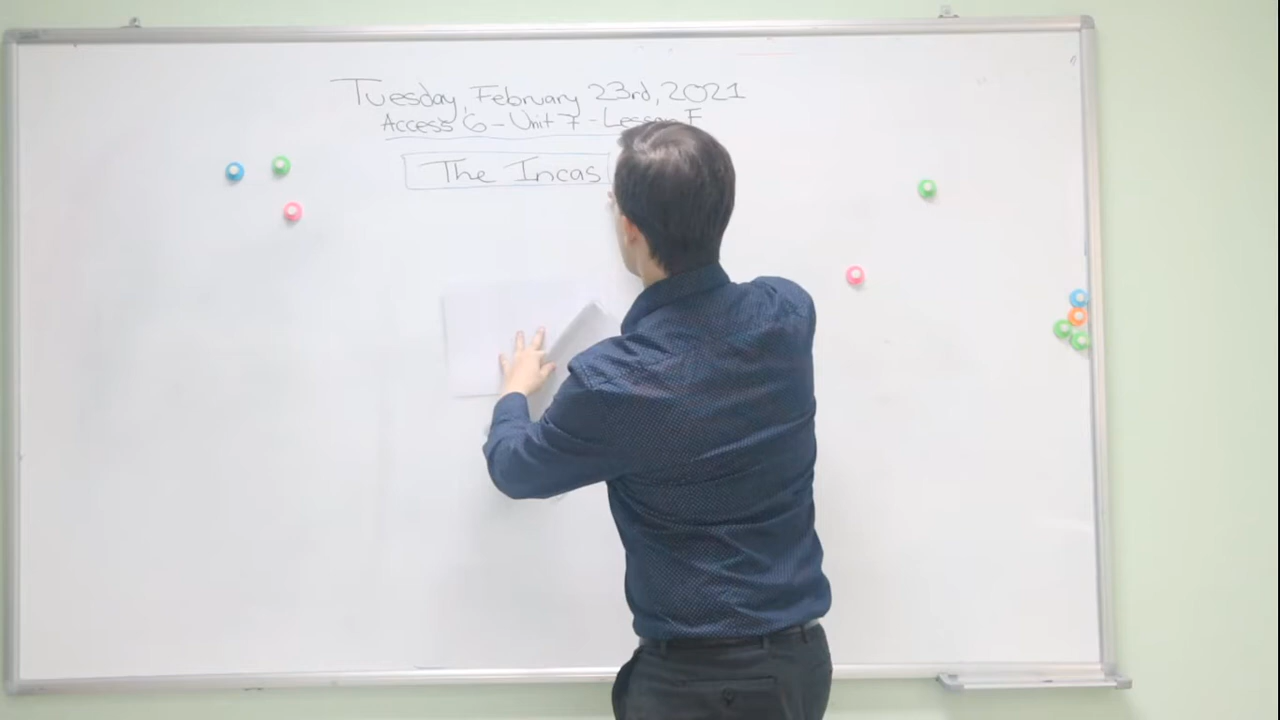 Tuesday, February 23rd, 2021
Access 6 - Unit 7 - Lesson F
The Incas